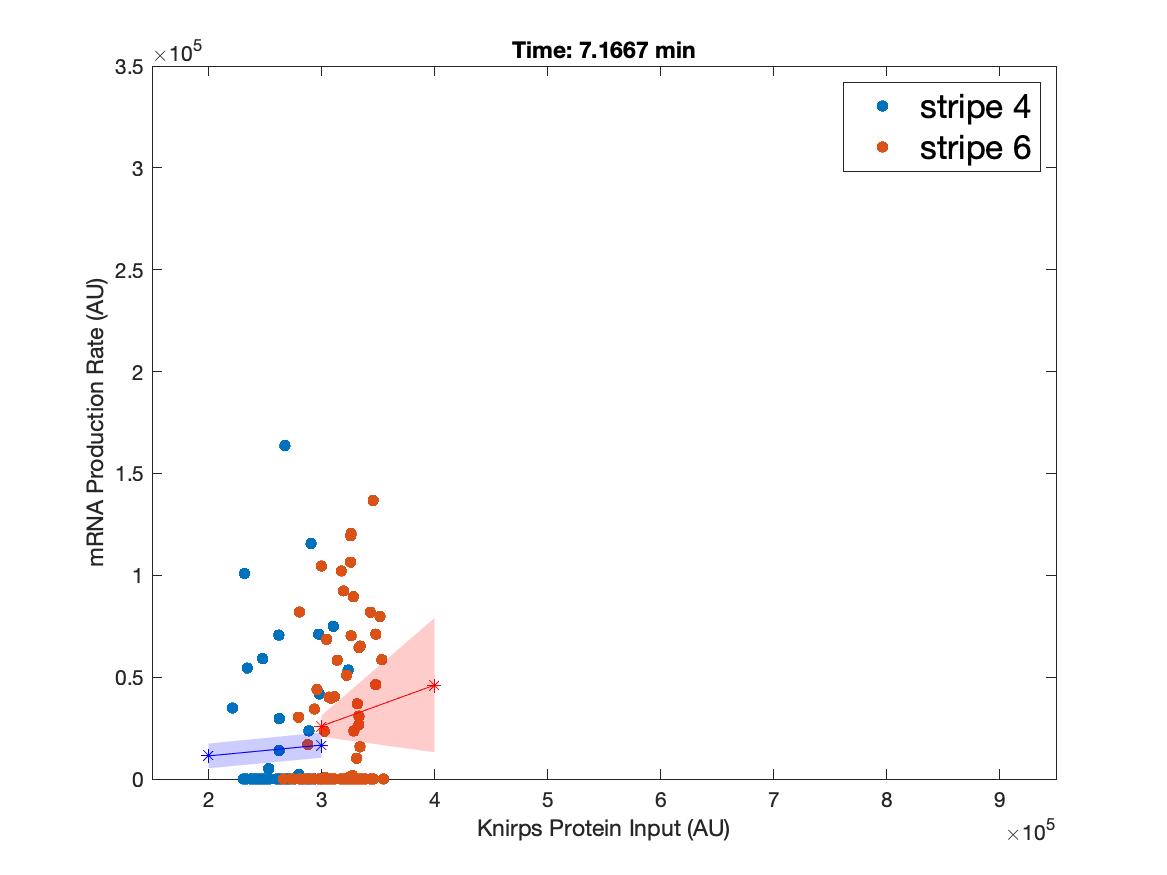 Time: 7.1667 min
×10^5
3.5
3
2.5
2
1.5
1
0.5
0
mRNA Production Rate (AU)
stripe 4
stripe 6
2 3 4 5 6 7 8 9
Knirps Protein Input (AU)
×10^5